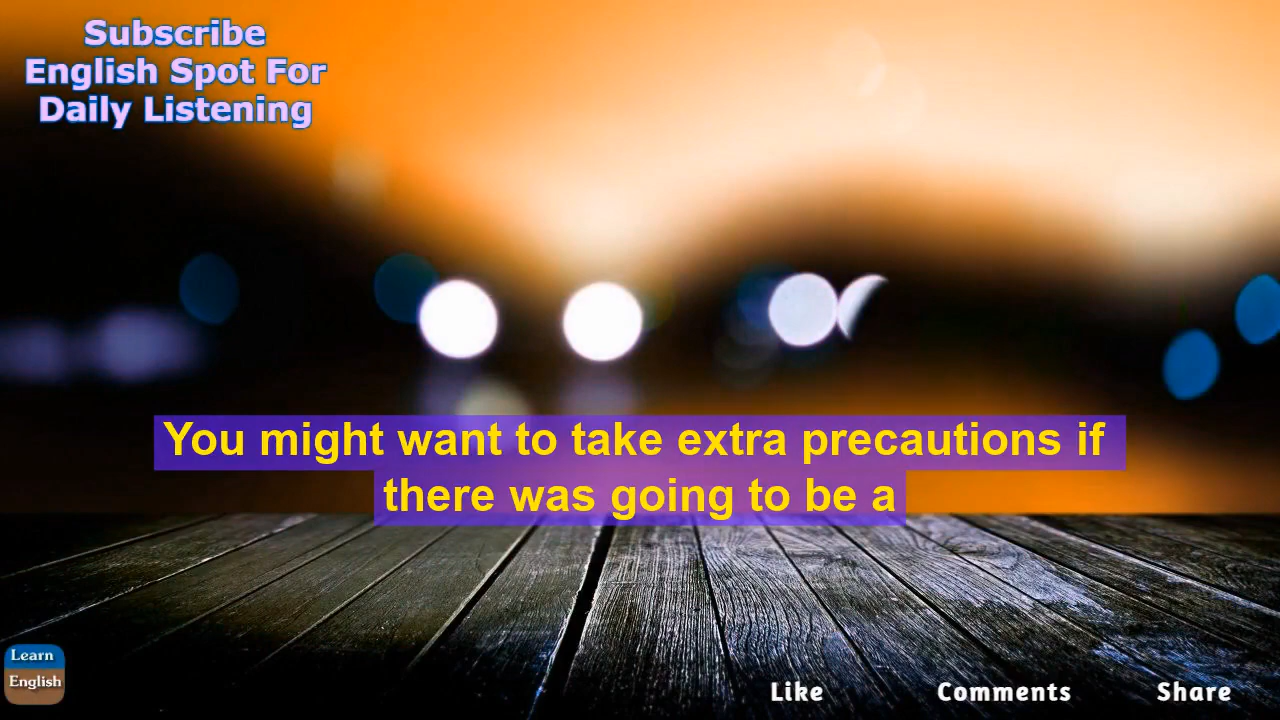 Subscribe
English Spot For
Daily Listening
You might want to take extra precautions if
there was going to be a
Learn
English
Like
Comments
Share